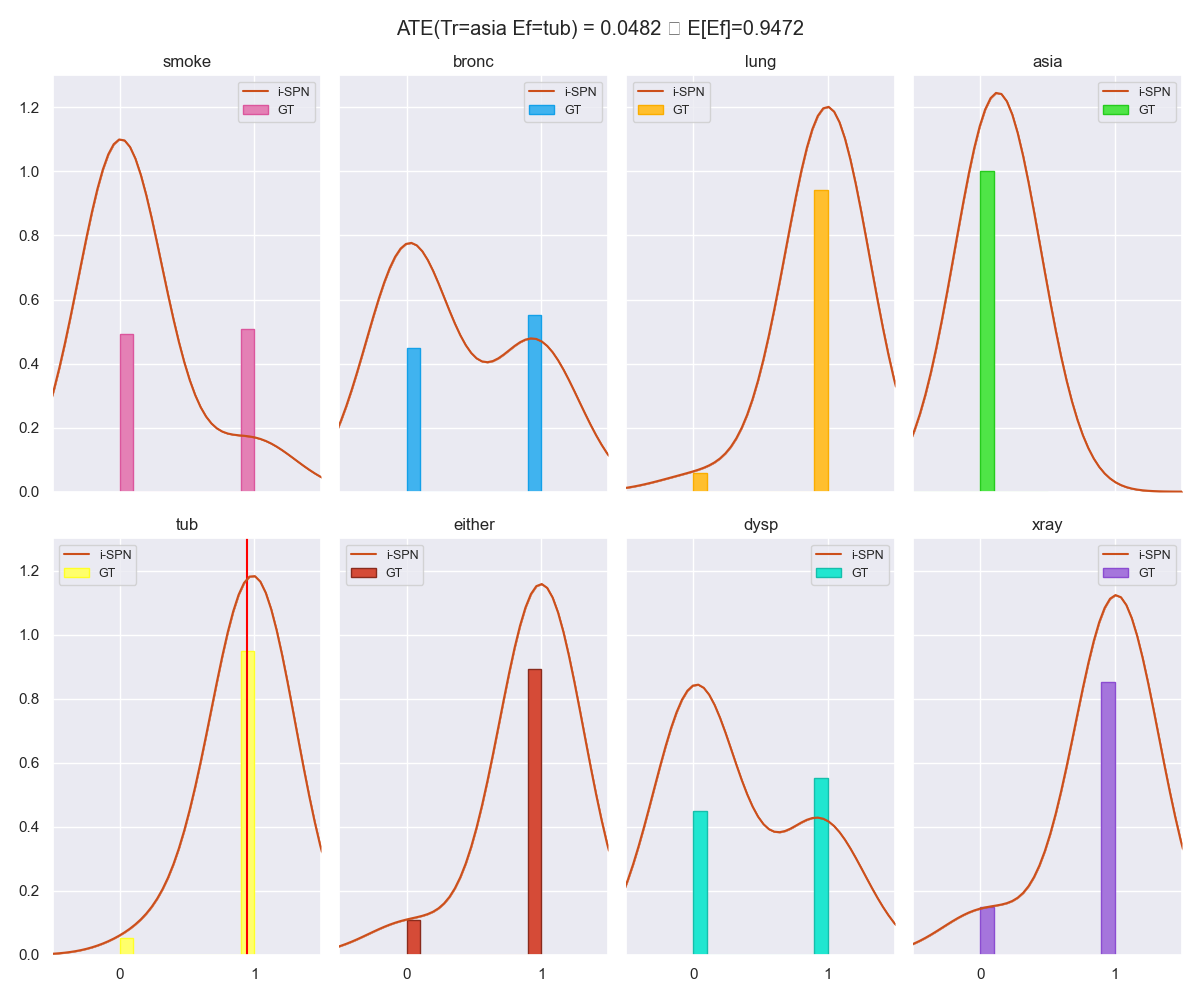 ATE(Tr=asia Ef=tub) = 0.0482 □ E[Ef]=0.9472
smoke
bronc
lung
asia
i-SPN
GT
i-SPN
GT
i-SPN
GT
i-SPN
GT
1.2
1.0
0.8
0.6
0.4
0.2
0.0
tub
either
dysp
xray
i-SPN
GT
i-SPN
GT
i-SPN
GT
i-SPN
GT
1.2
1.0
0.8
0.6
0.4
0.2
0.0
0 1 0 1 0 1 0 1